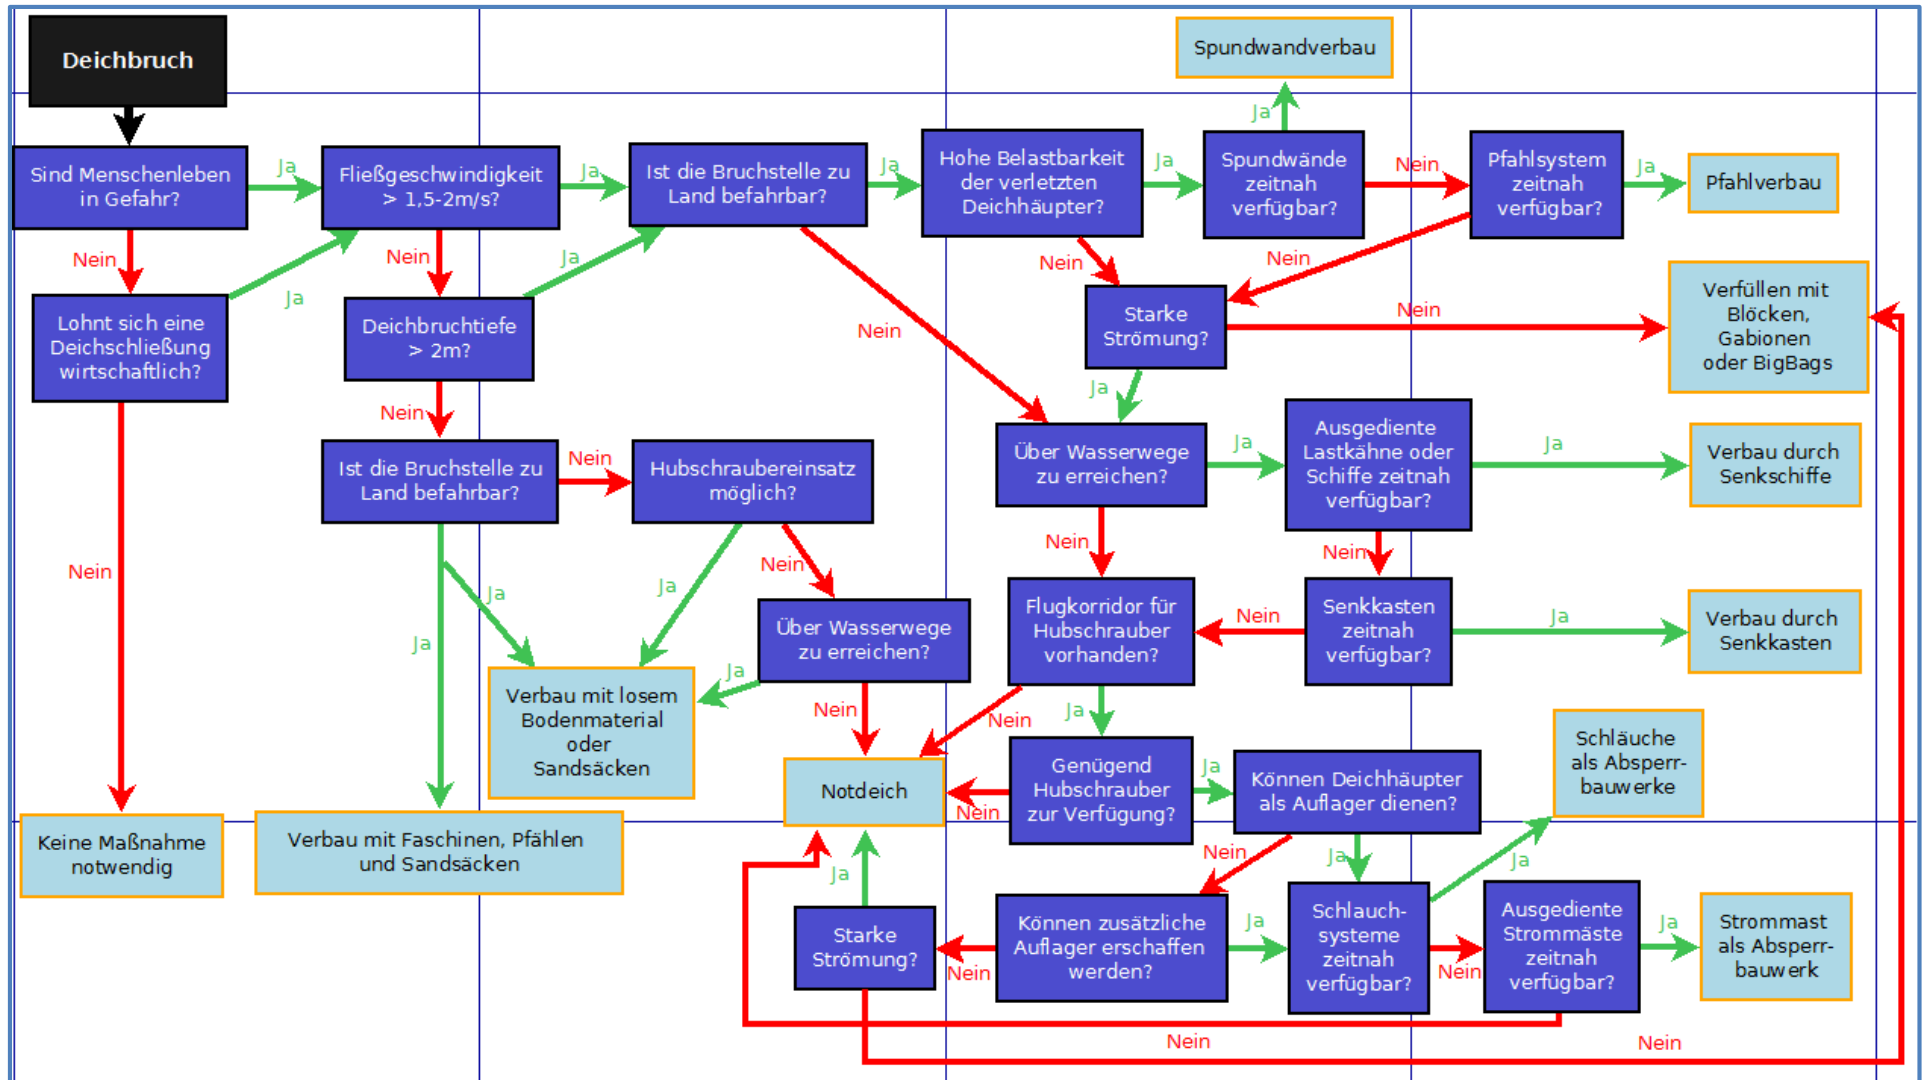 Deichbruch
Spundwandverbau
Ja
Sind Menschenleben
in Gefahr?
Ja
Fließgeschwindigkeit
> 1,5-2m/s?
Ja
Ist die Bruchstelle zu
Land befahrbar?
Ja
Hohe Belastbarkeit
der verletzten
Deichhäupter?
Ja
Spundwände
zeitnah
verfügbar?
Nein
Pfahlsystem
zeitnah
verfügbar?
Ja
Pfahlverbau
Nein
Ja
Nein
Ja
Nein
Nein
Nein
Lohnt sich eine
Deichschließung
wirtschaftlich?
Deichbruchtiefe
> 2m?
Starke
Strömung?
Nein
Verfüllen mit
Blöcken,
Gabionen
oder BigBags
Nein
Ja
Ist die Bruchstelle zu
Land befahrbar?
Nein
Hubschraubereinsatz
möglich?
Über Wasserwege
zu erreichen?
Ja
Ausgediente
Lastkähne oder
Schiffe zeitnah
verfügbar?
Ja
Verbau durch
Senkschiffe
Nein
Ja
Ja
Ja
Nein
Nein
Nein
Über Wasserwege
zu erreichen?
Flugkorridor für
Hubschrauber
vorhanden?
Nein
Senkkasten
zeitnah
verfügbar?
Ja
Verbau durch
Senkkasten
Ja
Verbau mit losem
Bodenmaterial
oder
Sandsäcken
Nein
Nein
Ja
Notdeich
Nein
Genügend
Hubschrauber
zur Verfügung?
Ja
Können Deichhäupter
als Auflager dienen?
Schläuche
als Absperr-
bauwerke
Keine Maßnahme
notwendig
Verbau mit Faschinen, Pfählen
und Sandsäcken
Ja
Nein
Ja
Ja
Starke
Strömung?
Nein
Können zusätzliche
Auflager erschaffen
werden?
Ja
Schlauch-
systeme
zeitnah
verfügbar?
Nein
Ausgediente
Strommäste
zeitnah
verfügbar?
Ja
Strommast
als Absperr-
bauwerk
Nein
Nein